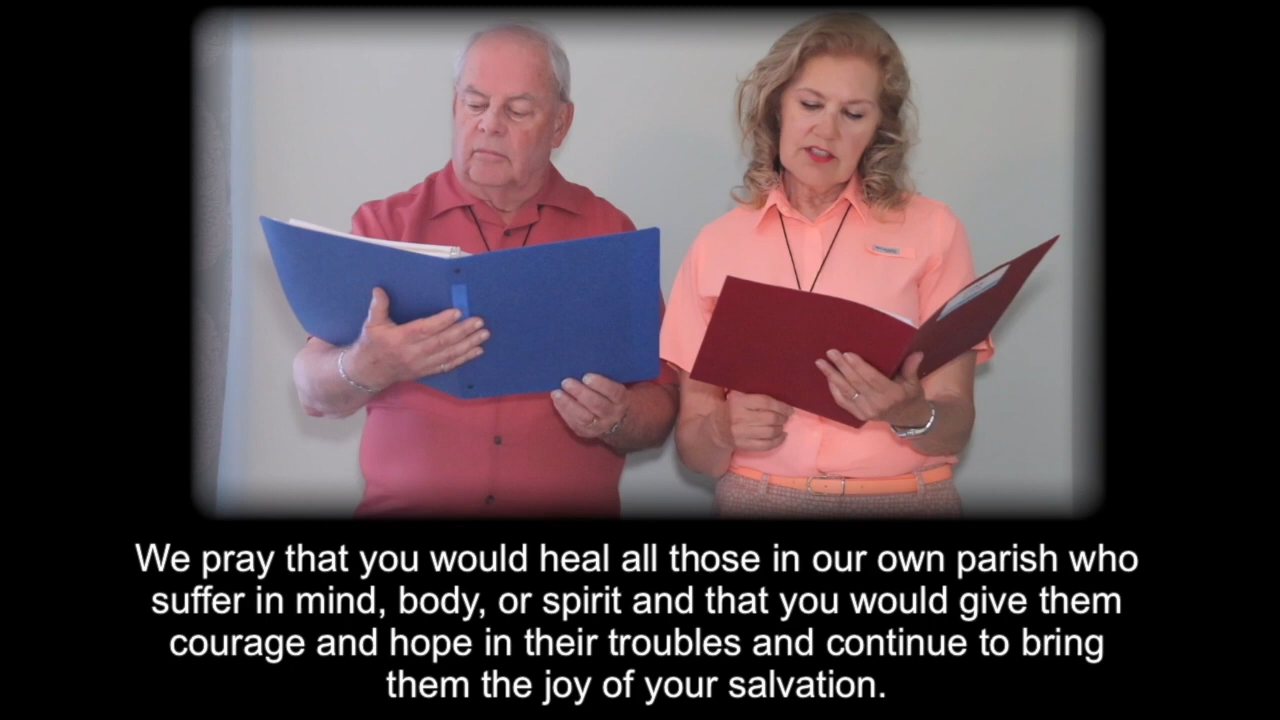 We pray that you would heal all those in our own parish who
suffer in mind, body, or spirit and that you would give them
courage and hope in their troubles and continue to bring
them the joy of your salvation.